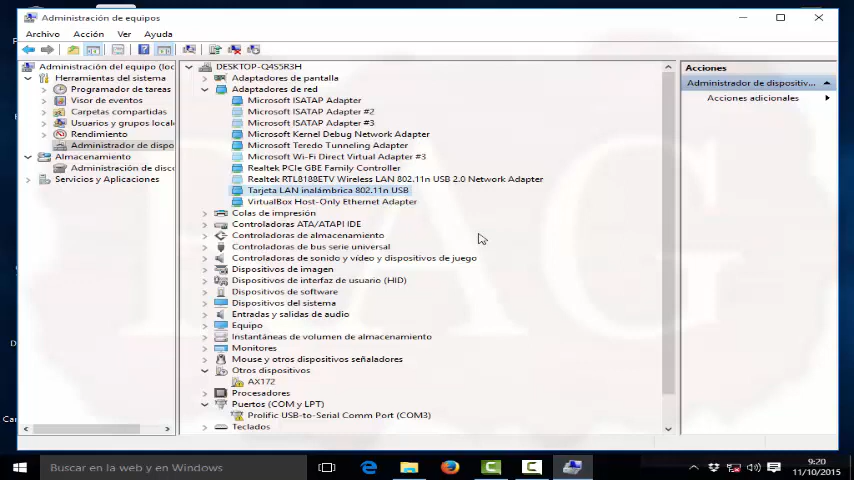 Administración de equipos
Archivo Acción Ver Ayuda
Administración del equipo (loc
Herramientas del sistema
Programador de tareas
Visor de eventos
Carpetas compartidas
Usuarios y grupos locale
Rendimiento
Administrador de dispo
Almacenamiento
Administración de disco
Servicios y Aplicaciones
DESKTOP-Q4S5R3H
Adaptadores de pantalla
Adaptadores de red
Microsoft ISATAP Adapter
Microsoft ISATAP Adapter #2
Microsoft ISATAP Adapter #3
Microsoft Kernel Debug Network Adapter
Microsoft Teredo Tunneling Adapter
Microsoft Wi-Fi Direct Virtual Adapter #3
Realtek PCIe GBE Family Controller
Realtek RTL8188ETV Wireless LAN 802.11n USB 2.0 Network Adapter
Tarjeta LAN inalámbrica 802.11n USB
VirtualBox Host-Only Ethernet Adapter
Colas de impresión
Controladoras ATA/ATAPI IDE
Controladoras de almacenamiento
Controladoras de bus serie universal
Controladoras de sonido y vídeo y dispositivos de juego
Dispositivos de imagen
Dispositivos de interfaz de usuario (HID)
Dispositivos de software
Dispositivos del sistema
Entradas y salidas de audio
Equipo
Instantáneas de volumen de almacenamiento
Monitores
Mouse y otros dispositivos señaladores
Otros dispositivos
AX172
Procesadores
Puertos (COM y LPT)
Prolific USB-to-Serial Comm Port (COM3)
Teclados
Acciones
Administrador de dispositiv...
Acciones adicionales
RAG
Buscar en la web y en Windows
9:20
11/10/2015